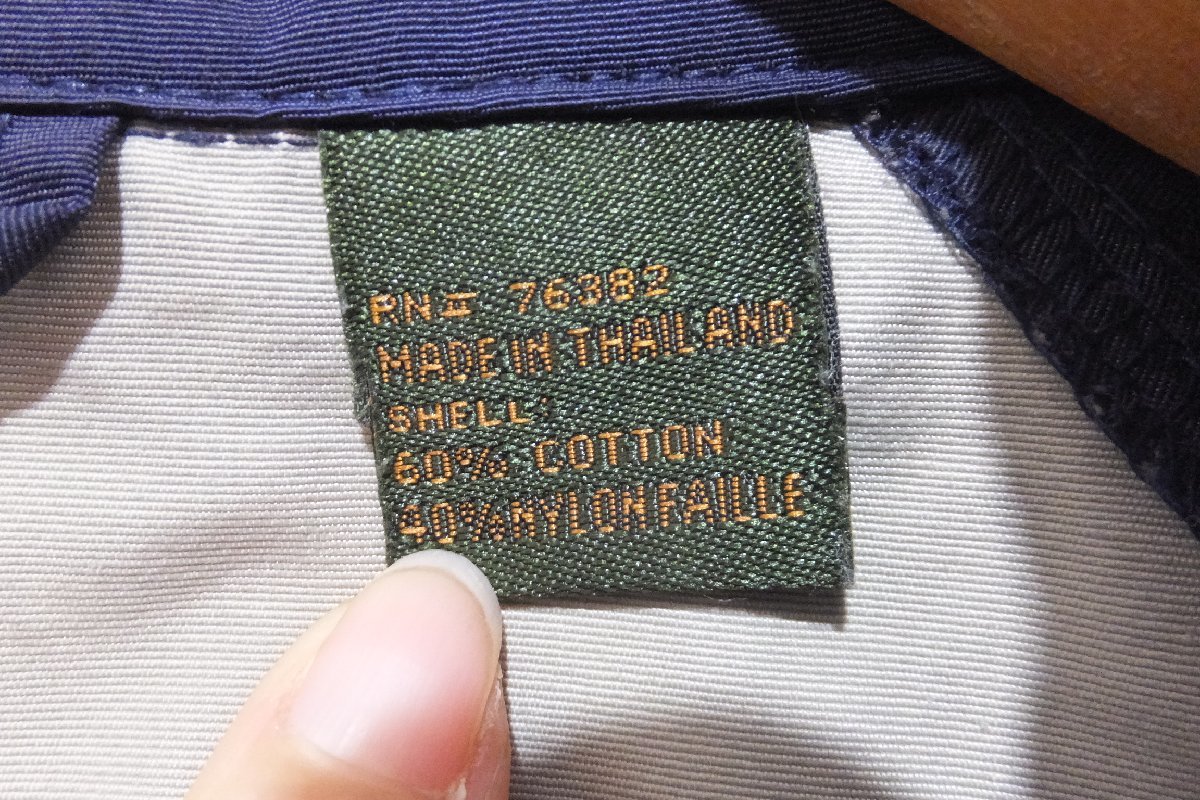 RN# 76382
MADE IN THAILAND
SHELL:
60% COTTON
40% NYLON FAILLE